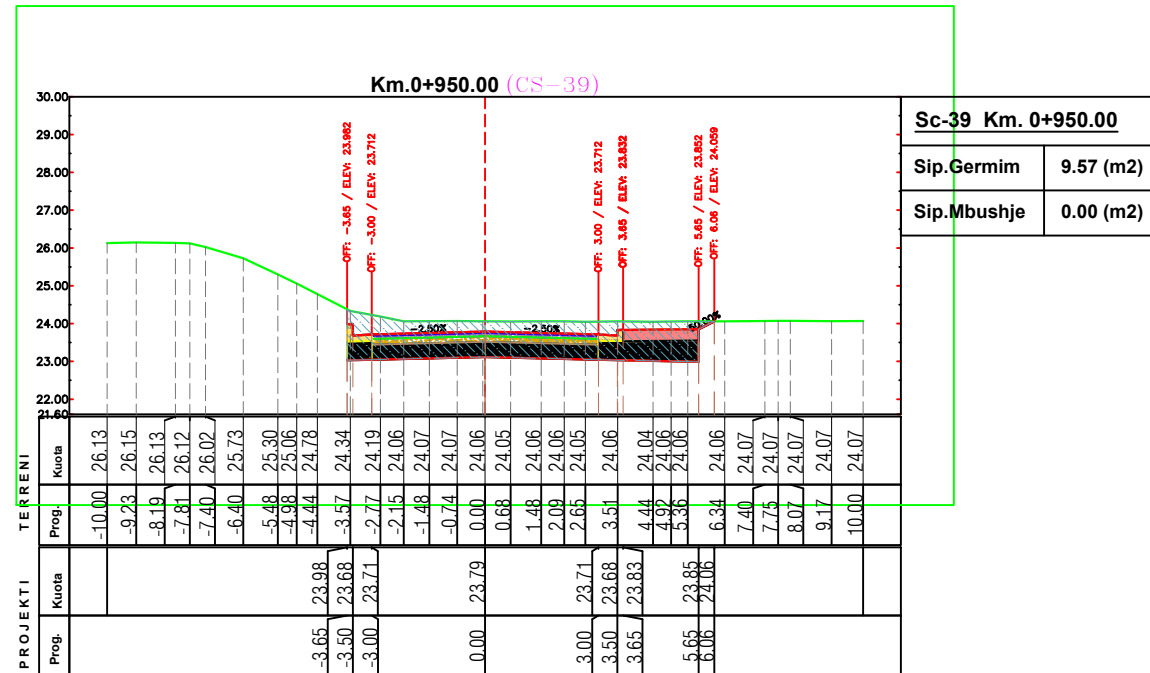 Km.0+950.00 (CS-39)
30.00
29.00
28.00
27.00
26.00
25.00
24.00
23.00
22.00
21.60
OFF: -3.65 / ELEV: 23.982
OFF: -3.00 / ELEV: 23.712
OFF: 3.00 / ELEV: 23.712
OFF: 3.65 / ELEV: 23.832
OFF: 5.65 / ELEV: 23.852
OFF: 6.06 / ELEV: 24.059
-2.50% -2.50% 50.00%
Sc-39 Km. 0+950.00
Sip.Germim 9.57 (m2)
Sip.Mbushje 0.00 (m2)
TERRENI
Kuota 26.13 26.15 26.13 26.12 26.02 25.73 25.30 25.06 24.78 24.34 24.19 24.06 24.07 24.07 24.06 24.05 24.06 24.06 24.05 24.06 24.04 24.06 24.06 24.06 24.07 24.07 24.07 24.07 24.07
Prog. -10.00 -9.23 -8.19 -7.81 -7.40 -6.40 -5.48 -4.98 -4.44 -3.57 -2.77 -2.15 -1.48 -0.74 0.00 0.68 1.48 2.09 2.65 3.51 4.44 4.92 5.36 6.34 7.40 7.75 8.07 9.17 10.00
PROJEKTI
Kuota 23.98 23.68 23.71 23.79 23.71 23.68 23.83 23.85 24.06
Prog. -3.65 -3.50 -3.00 0.00 3.00 3.50 3.65 5.65 6.06